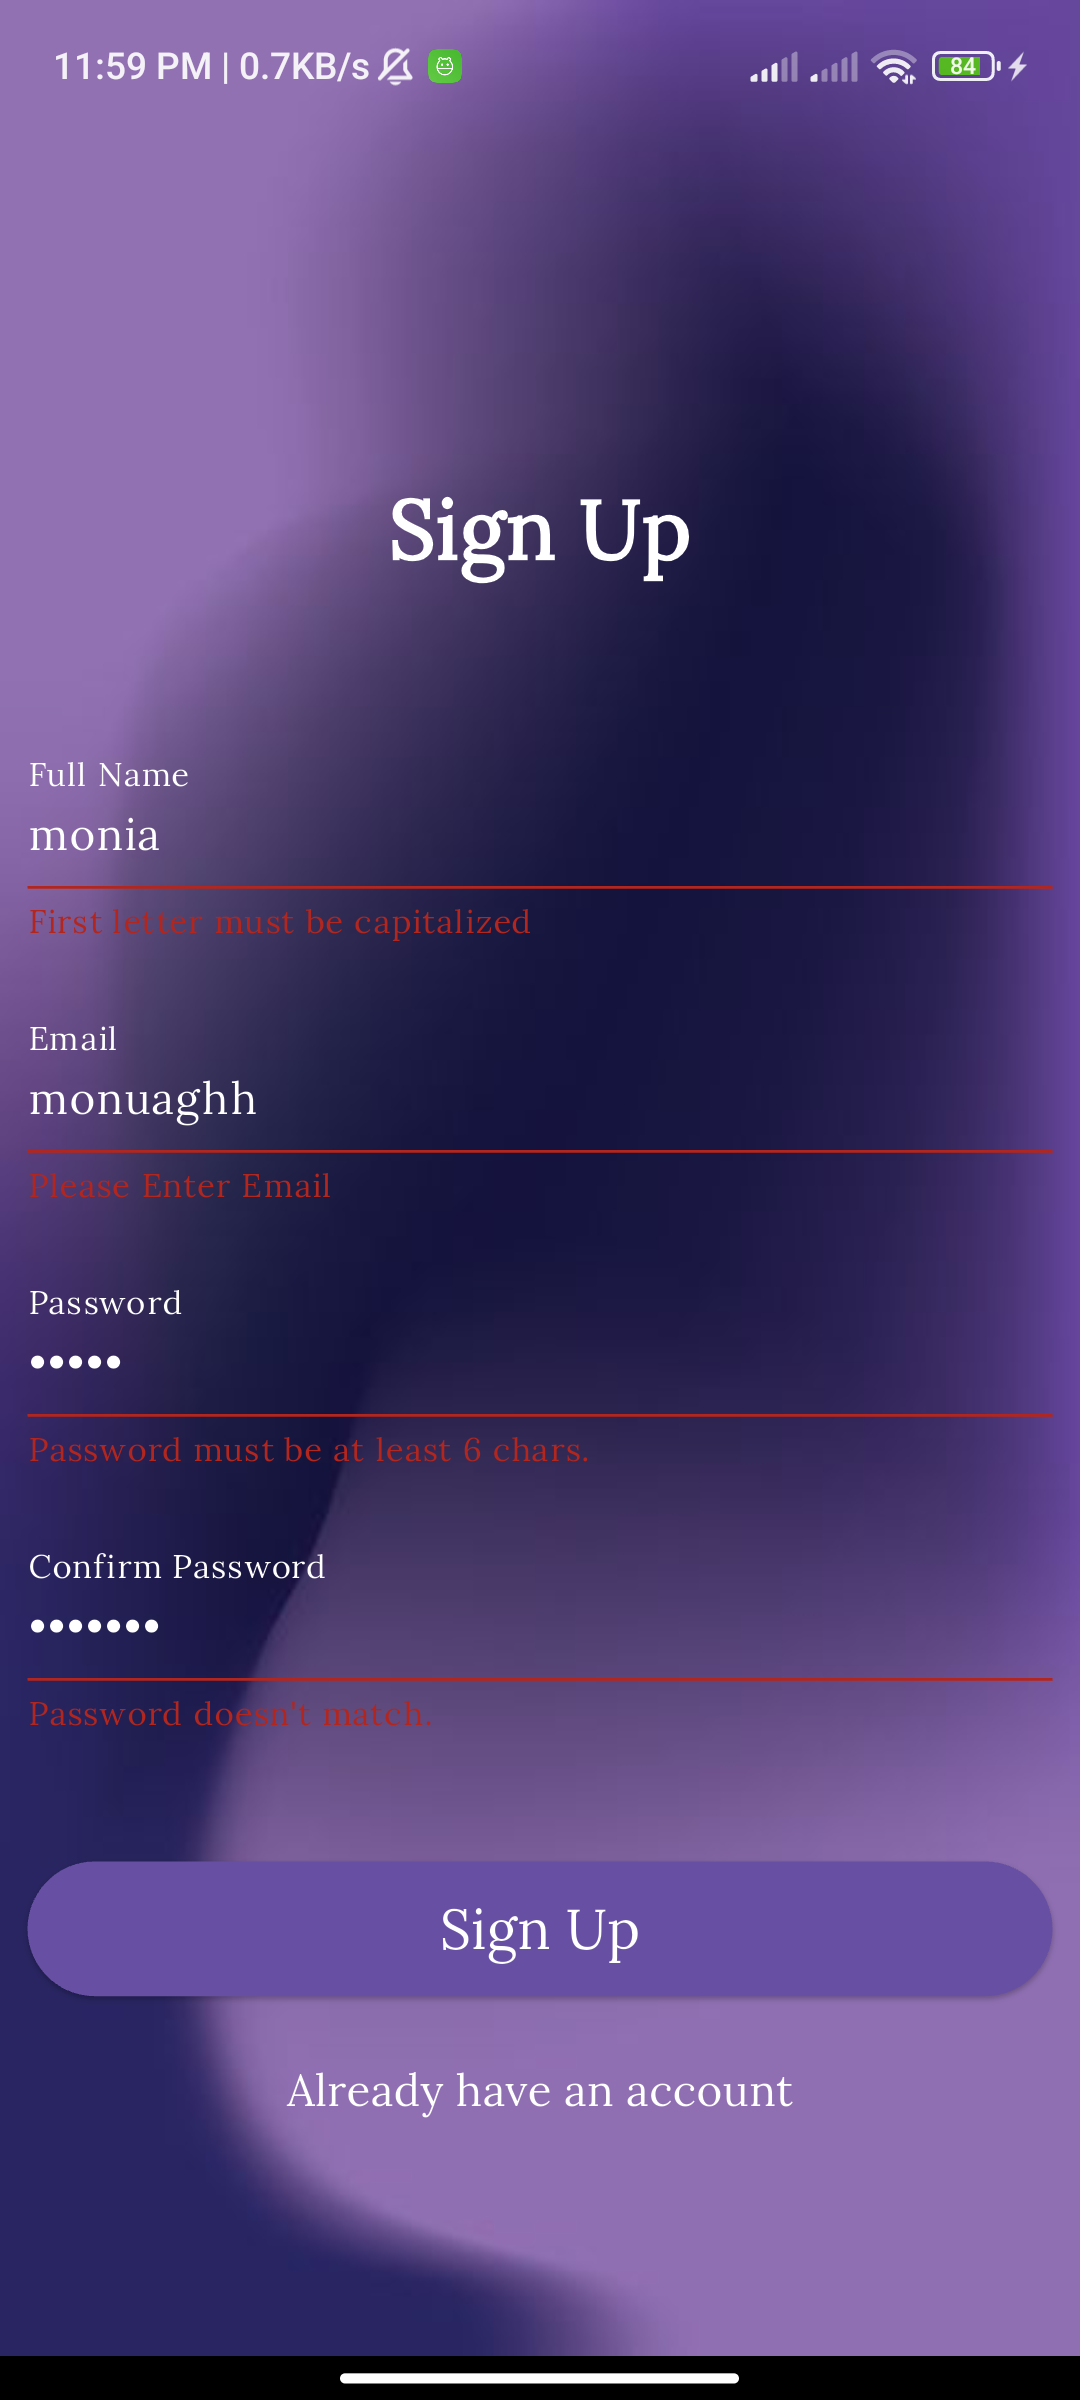 11:59 PM | 0.7KB/s 84
Sign Up
Full Name
monia
First letter must be capitalized
Email
monuaghh
Please Enter Email
Password
•••••
Password must be at least 6 chars.
Confirm Password
•••••••
Password doesn't match.
Sign Up
Already have an account